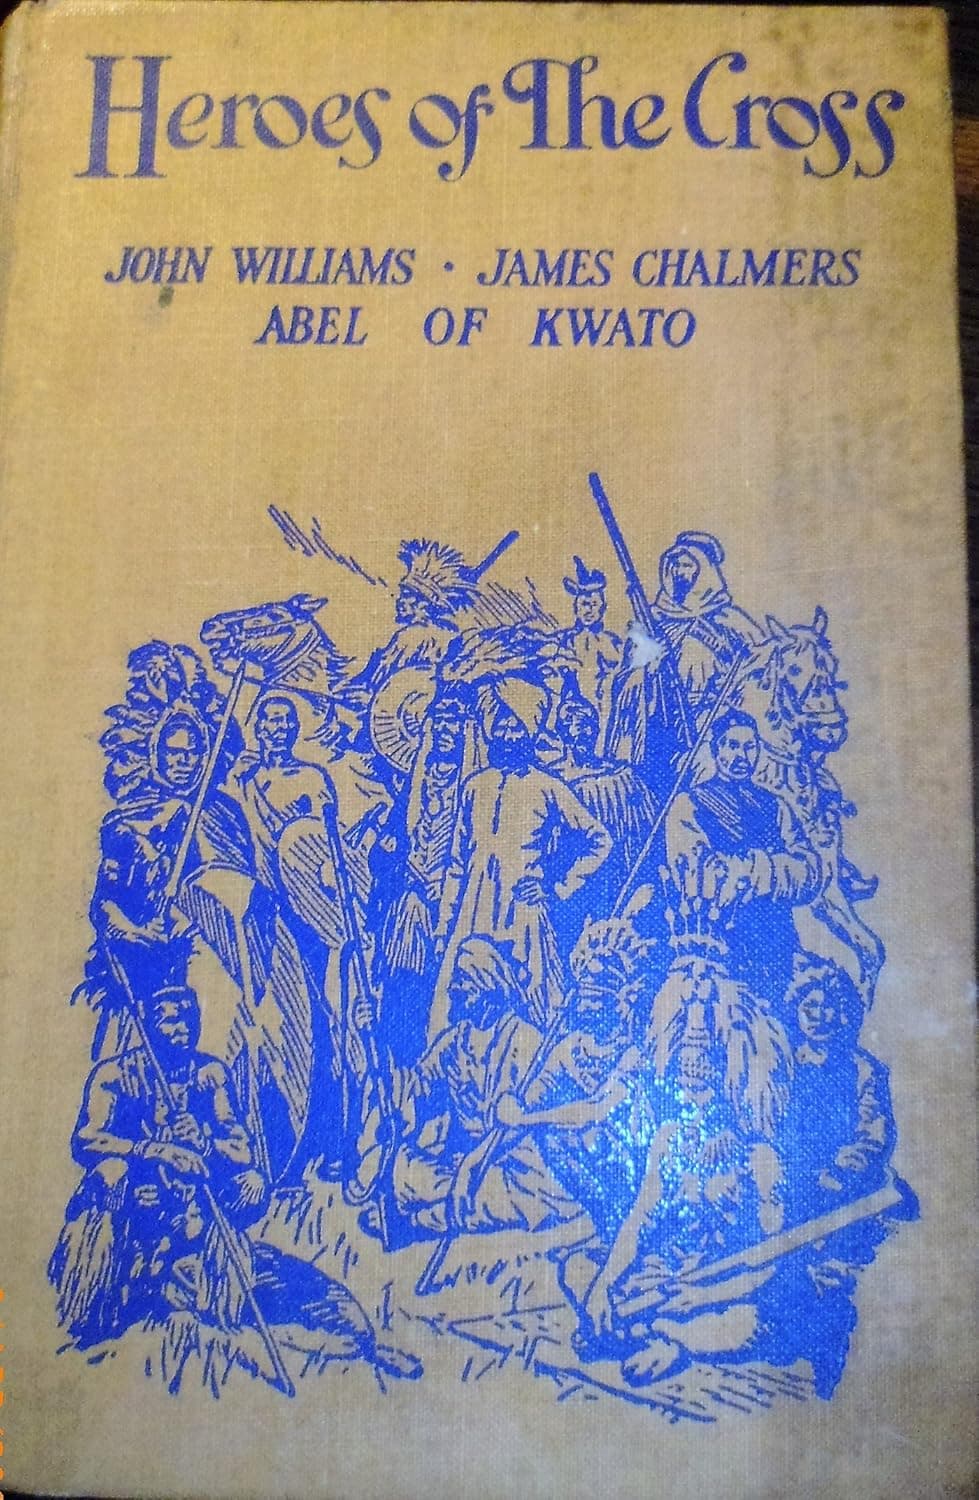 Heroes of The Cross
JOHN WILLIAMS · JAMES CHALMERS
ABEL OF KWATO